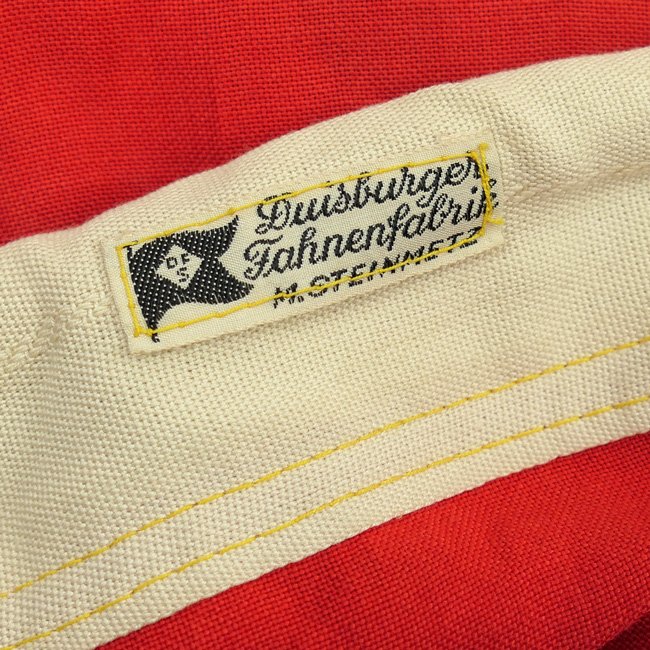 DFS
Duisburger
Fahnenfabrik
M. STEINMETZ